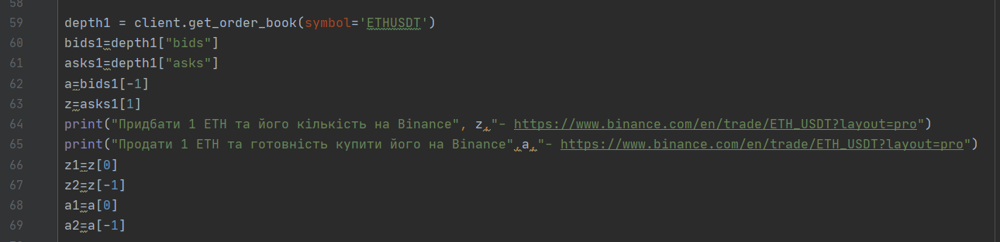 58
59 depth1 = client.get_order_book(symbol='ETHUSDT')
60 bids1=depth1["bids"]
61 asks1=depth1["asks"]
62 a=bids1[-1]
63 z=asks1[1]
64 print("Придбати 1 ETH та його кількість на Binance", z,"- https://www.binance.com/en/trade/ETH_USDT?layout=pro")
65 print("Продати 1 ETH та готовність купити його на Binance",a,"- https://www.binance.com/en/trade/ETH_USDT?layout=pro")
66 z1=z[0]
67 z2=z[-1]
68 a1=a[0]
69 a2=a[-1]